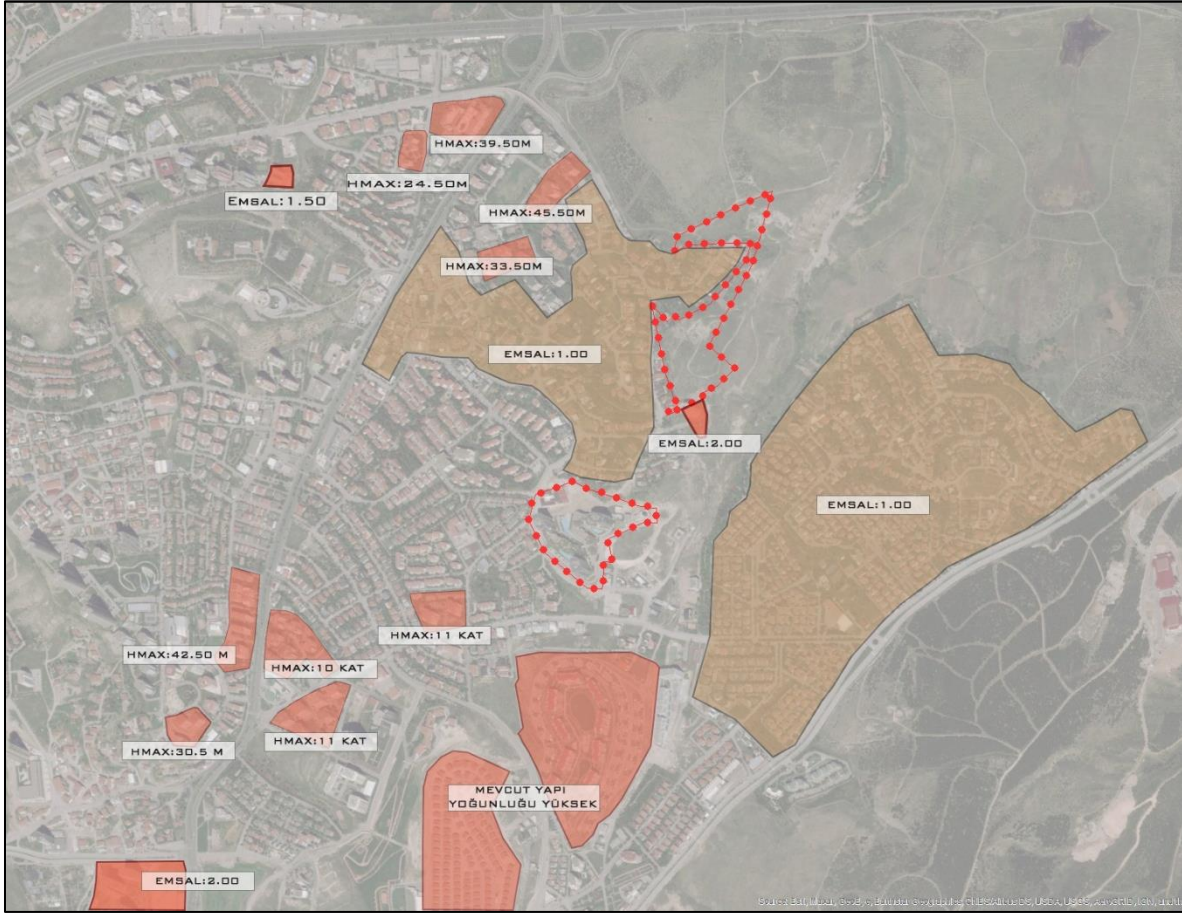 HMAX:39.50M
HMAX:24.50M
EMSAL:1.50
HMAX:45.50M
HMAX:33.50M
EMSAL:1.00
EMSAL:2.00
EMSAL:1.00
HMAX:11 KAT
HMAX:42.50 M
HMAX:10 KAT
HMAX:11 KAT
HMAX:30.5 M
MEVCUT YAPI
YOĞUNLUĞU YÜKSEK
EMSAL:2.00